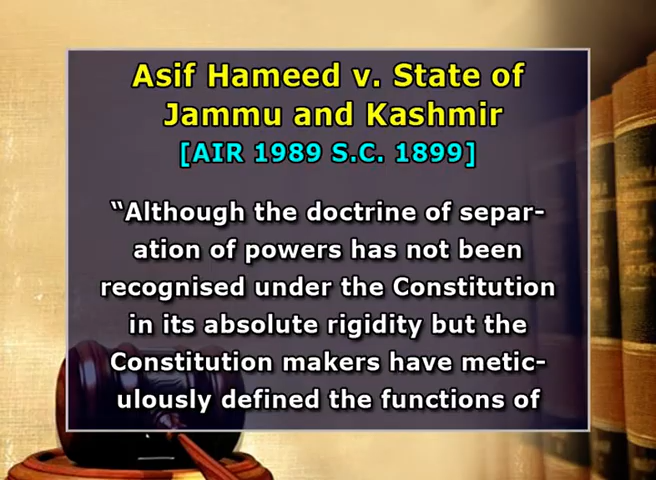 Asif Hameed v. State of
Jammu and Kashmir
[AIR 1989 S.C. 1899]
“Although the doctrine of separ-
ation of powers has not been
recognised under the Constitution
in its absolute rigidity but the
Constitution makers have metic-
ulously defined the functions of